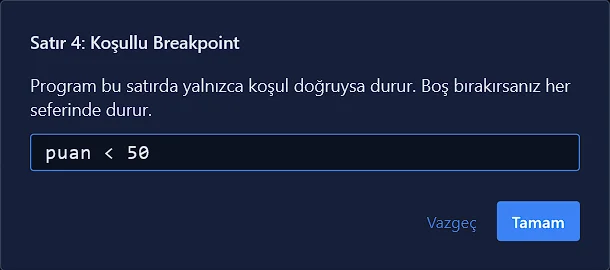 Satır 4: Koşullu Breakpoint
Program bu satırda yalnızca koşul doğruysa durur. Boş bırakırsanız her
seferinde durur.
puan < 50
Vazgeç
Tamam